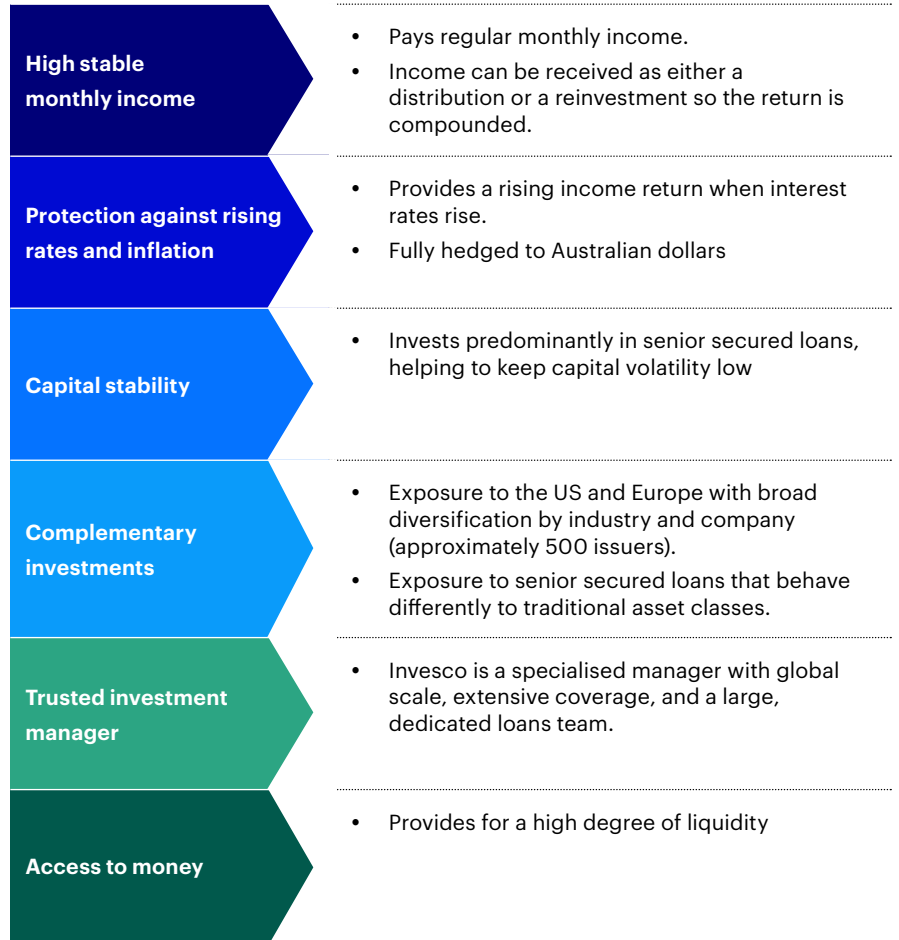 High stable
monthly income
• Pays regular monthly income.
• Income can be received as either a
distribution or a reinvestment so the return is
compounded.
Protection against rising
rates and inflation
• Provides a rising income return when interest
rates rise.
• Fully hedged to Australian dollars
Capital stability
• Invests predominantly in senior secured loans,
helping to keep capital volatility low
Complementary
investments
• Exposure to the US and Europe with broad
diversification by industry and company
(approximately 500 issuers).
• Exposure to senior secured loans that behave
differently to traditional asset classes.
Trusted investment
manager
• Invesco is a specialised manager with global
scale, extensive coverage, and a large,
dedicated loans team.
Access to money
• Provides for a high degree of liquidity